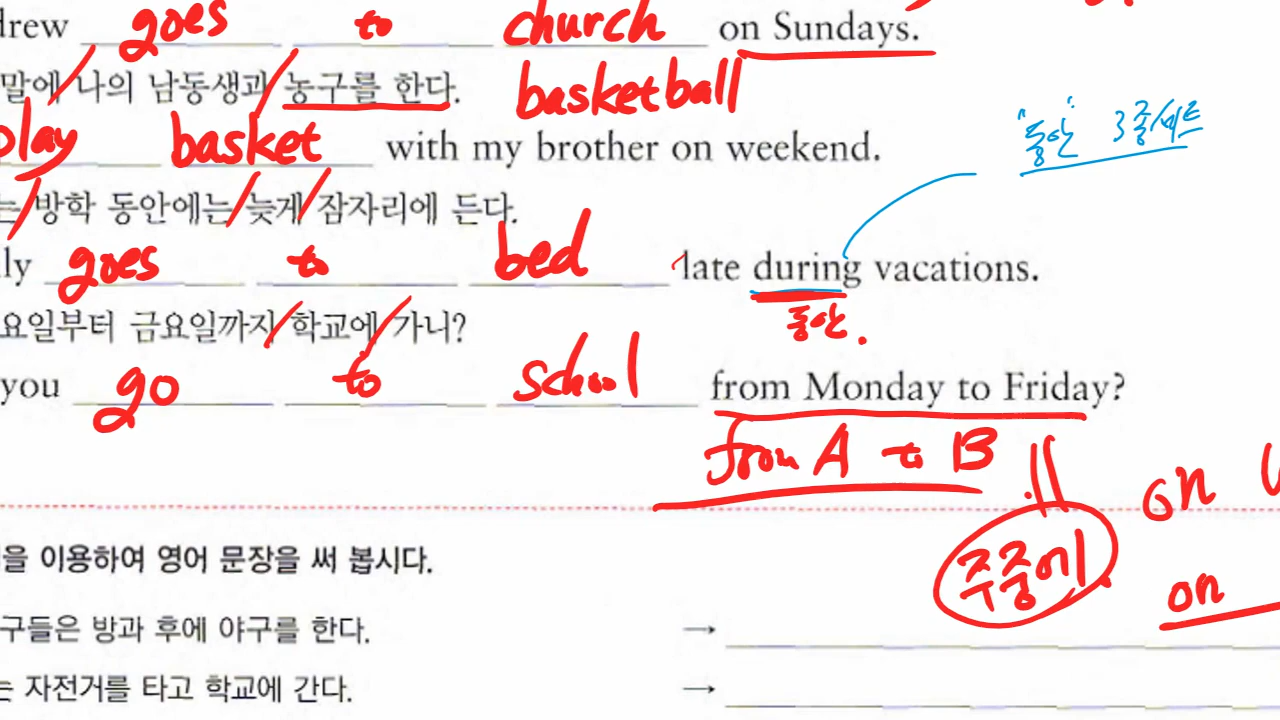 drew goes to church on Sundays.
말에 나의 남동생과 농구를 한다. basketball
play basket with my brother on weekend.
"동안" 3종세트
는 방학 동안에는 늦게 잠자리에 든다.
lly goes to bed late during vacations.
동안.
요일부터 금요일까지 학교에 가니?
you go to school from Monday to Friday?
from A to B
on
주중에.
을 이용하여 영어 문장을 써 봅시다.
on
구들은 방과 후에 야구를 한다. →
는 자전거를 타고 학교에 간다. →